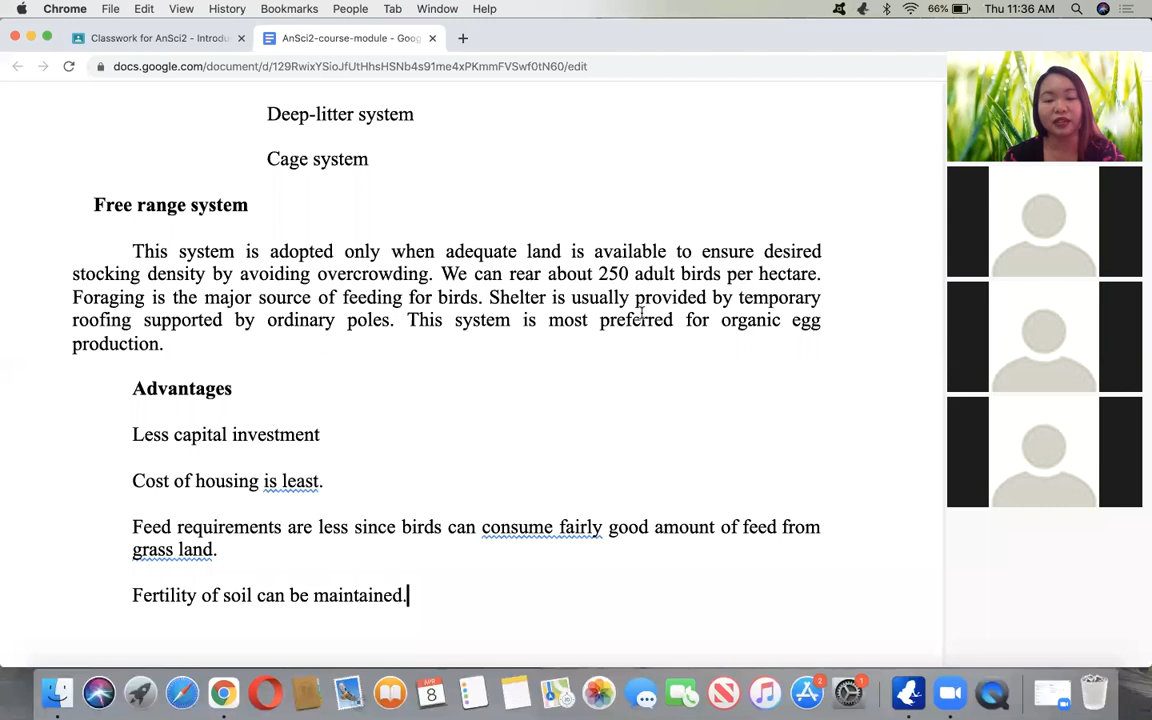 Chrome File Edit View History Bookmarks People Tab Window Help 66% Thu 11:36 AM
Classwork for AnSci2 - Introdu × AnSci2-course-module - Goog × +
docs.google.com/document/d/129RwixYSioJfUtHhsHSNb4s91me4xPKmmFVSwf0tN60/edit
Deep-litter system
Cage system
Free range system
This system is adopted only when adequate land is available to ensure desired
stocking density by avoiding overcrowding. We can rear about 250 adult birds per hectare.
Foraging is the major source of feeding for birds. Shelter is usually provided by temporary
roofing supported by ordinary poles. This system is most preferred for organic egg
production.
Advantages
Less capital investment
Cost of housing is least.
Feed requirements are less since birds can consume fairly good amount of feed from
grass land.
Fertility of soil can be maintained.
APR
8
2
1